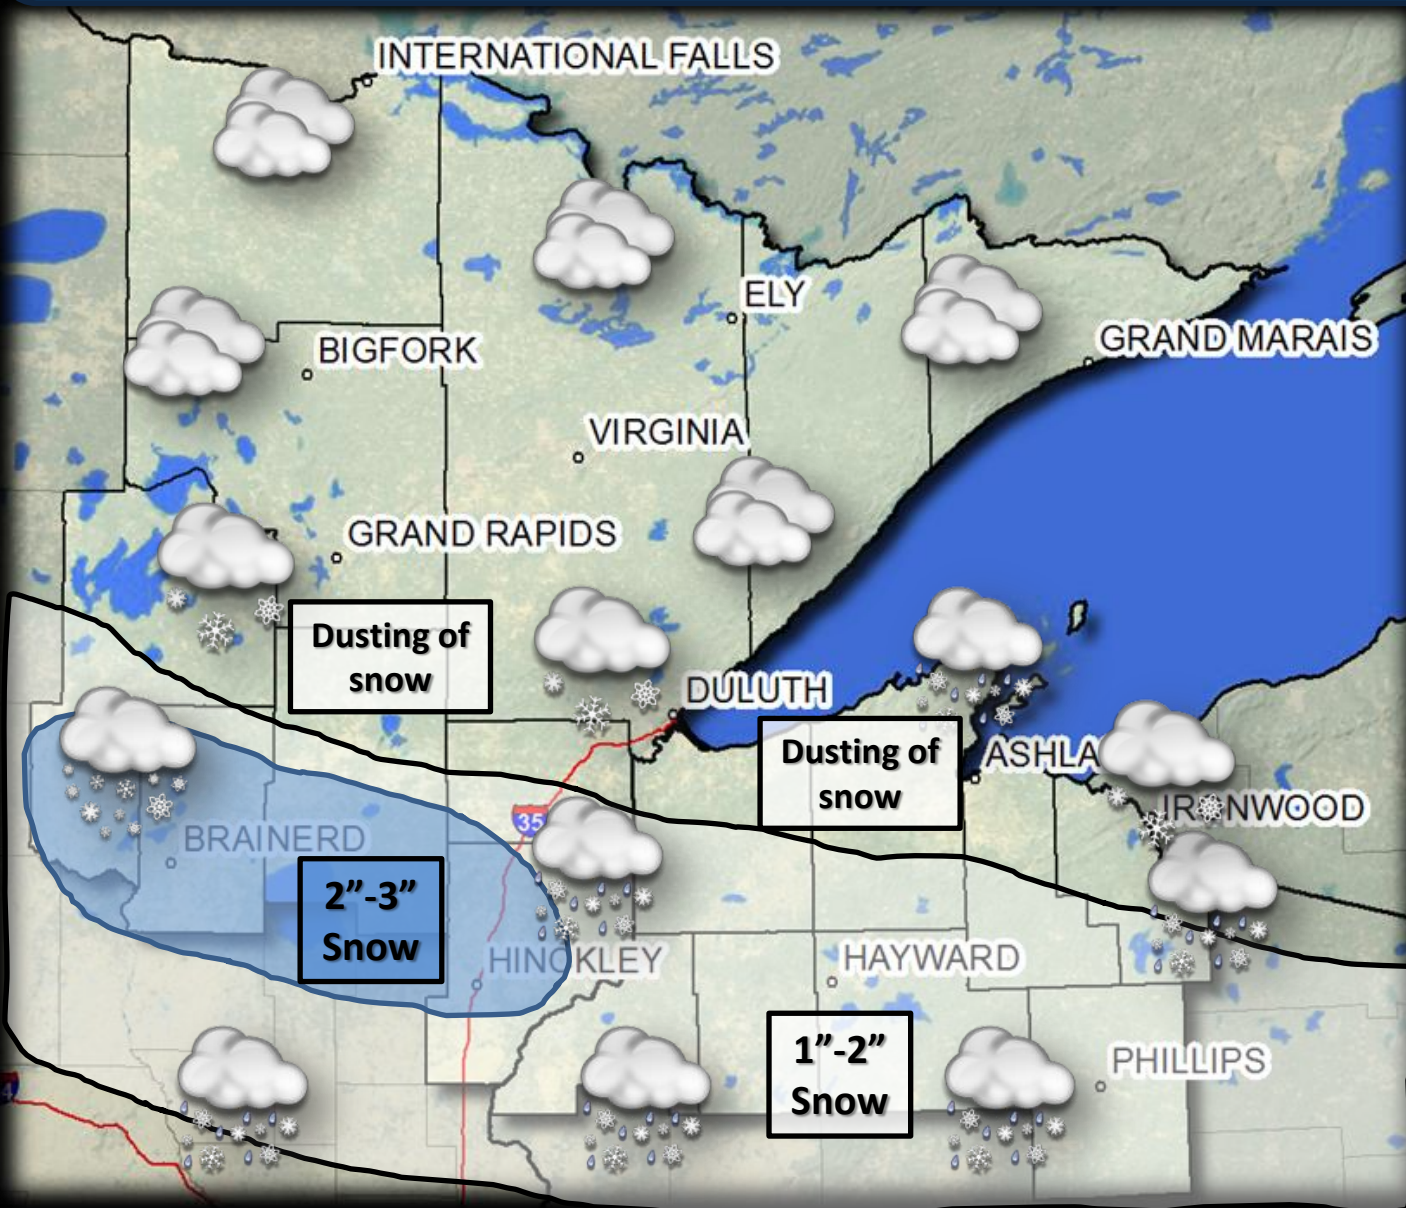 INTERNATIONAL FALLS
ELY
BIGFORK
GRAND MARAIS
VIRGINIA
GRAND RAPIDS
Dusting of
snow
DULUTH
Dusting of
snow
ASHLA
IRONWOOD
35
BRAINERD
2”-3”
Snow
HINCKLEY
HAYWARD
1”-2”
Snow
PHILLIPS